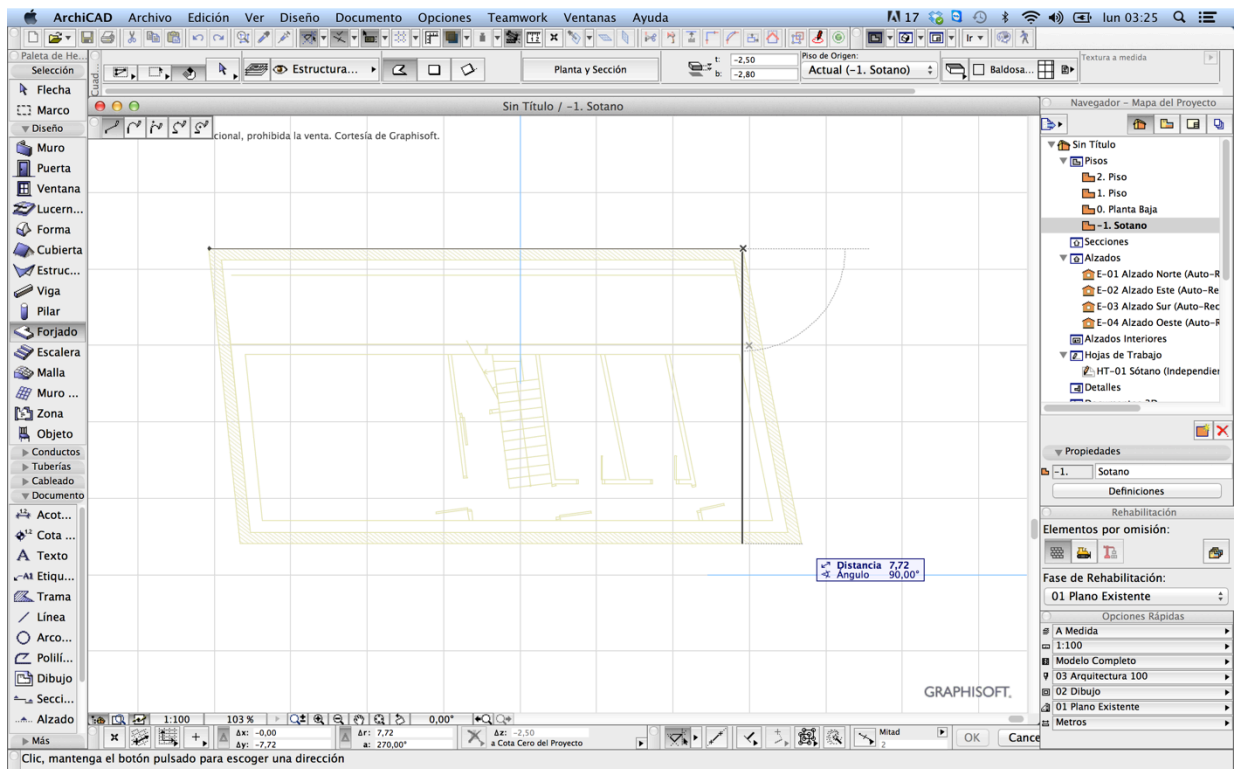 ArchiCAD Archivo Edición Ver Diseño Documento Opciones Teamwork Ventanas Ayuda
17 lun 03:25
Paleta de He...
Selección
Flecha
Marco
Diseño
Muro
Puerta
Ventana
Lucern...
Forma
Cubierta
Estruc...
Viga
Pilar
Forjado
Escalera
Malla
Muro ...
Zona
Objeto
Conductos
Tuberías
Cableado
Documento
Acot...
Cota ...
Texto
Etiqu...
Trama
Línea
Arco...
Polilí...
Dibujo
Secci...
Alzado
Más
Cuad...
Estructura...
Planta y Sección
t: -2,50
b: -2,80
Piso de Origen:
Actual (-1. Sotano)
Baldosa...
Textura a medida
Sin Título / -1. Sotano
cional, prohibida la venta. Cortesía de Graphisoft.
Distancia 7,72
Ángulo 90,00°
GRAPHISOFT.
1:100 103 % 0,00°
Δx: -0,00
Δy: -7,72
Δr: 7,72
a: 270,00°
Δz: -2,50
a Cota Cero del Proyecto
Mitad
2
OK
Cance
Clic, mantenga el botón pulsado para escoger una dirección
Navegador - Mapa del Proyecto
Sin Título
Pisos
2. Piso
1. Piso
0. Planta Baja
-1. Sotano
Secciones
Alzados
E-01 Alzado Norte (Auto-R
E-02 Alzado Este (Auto-Re
E-03 Alzado Sur (Auto-Rec
E-04 Alzado Oeste (Auto-R
Alzados Interiores
Hojas de Trabajo
HT-01 Sótano (Independier
Detalles
Propiedades
-1. Sotano
Definiciones
Rehabilitación
Elementos por omisión:
Fase de Rehabilitación:
01 Plano Existente
Opciones Rápidas
A Medida
1:100
Modelo Completo
03 Arquitectura 100
02 Dibujo
01 Plano Existente
Metros